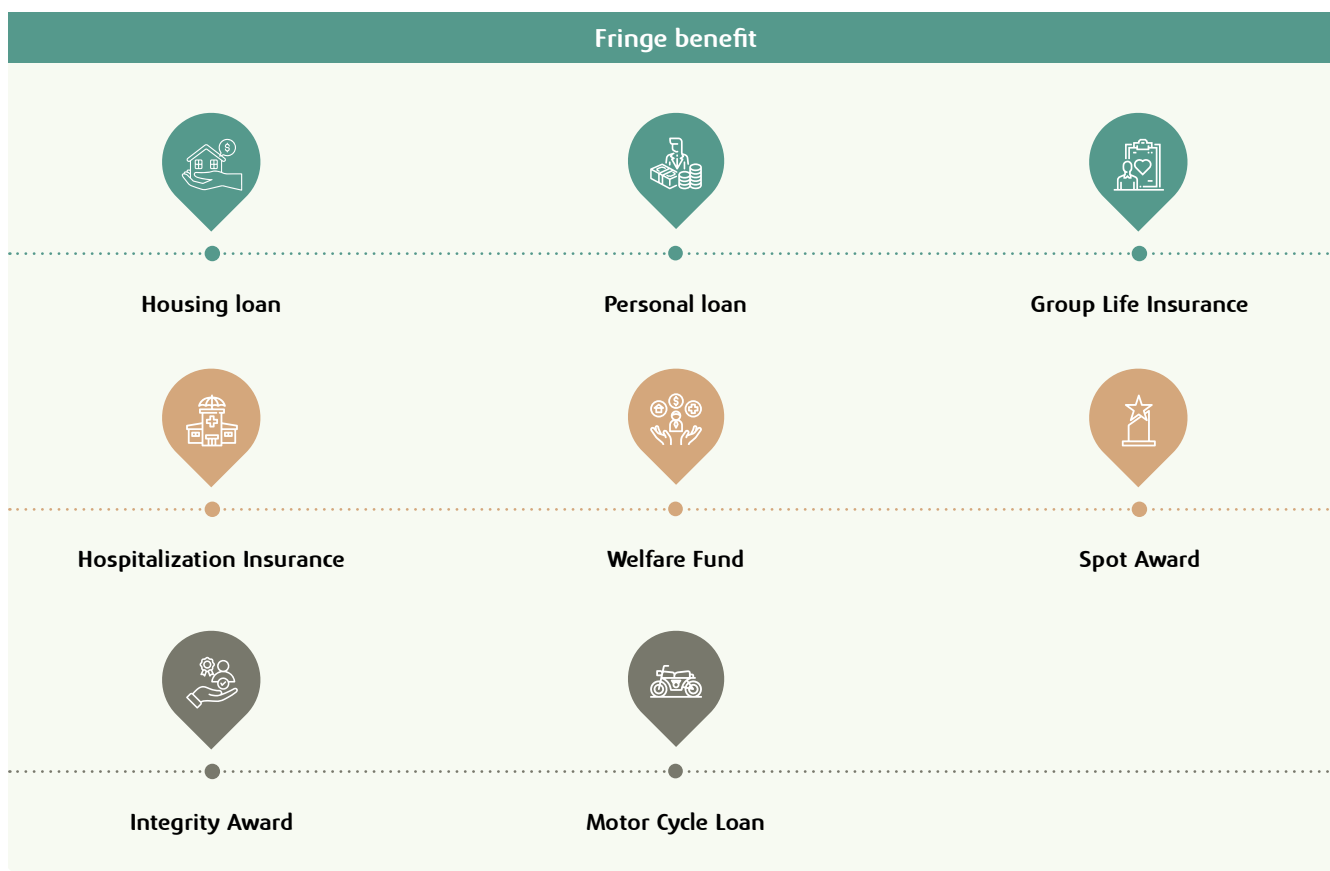 Fringe benefit
Housing loan
Personal loan
Group Life Insurance
Hospitalization Insurance
Welfare Fund
Spot Award
Integrity Award
Motor Cycle Loan